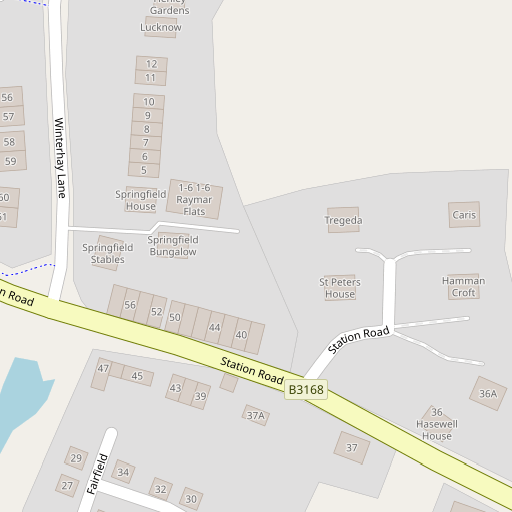 Gardens
Lucknow
12
11
56
57
58
59
60
61
10
9
8
7
6
5
Winterhay Lane
Springfield
House
1-6 1-6
Raymar
Flats
Springfield
Stables
Springfield
Bungalow
Tregeda
Caris
St Peters
House
Hamman
Croft
on Road
56
52
50
44
40
Station Road
Station Road
B3168
47
45
43
39
37A
36A
36
Hasewell
House
37
29
27
34
32
30
Fairfield